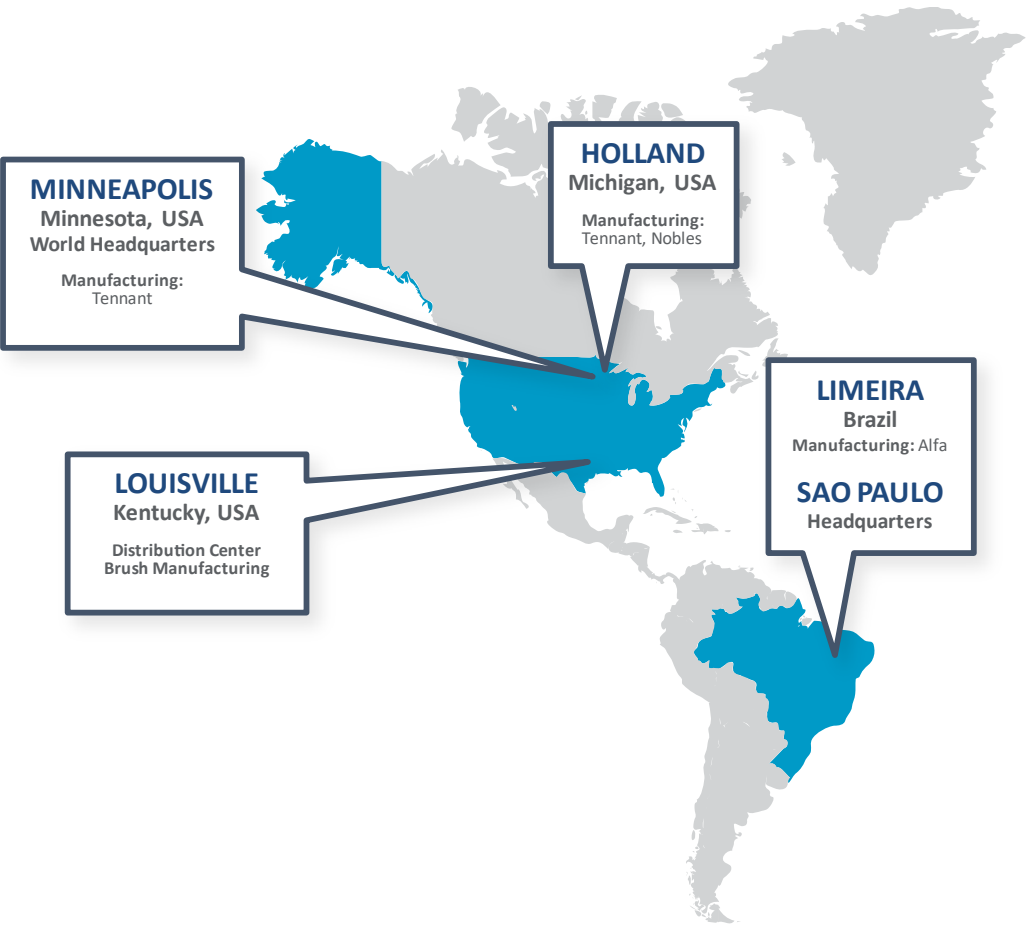 HOLLAND
Michigan, USA
Manufacturing:
Tennant, Nobles
MINNEAPOLIS
Minnesota, USA
World Headquarters
Manufacturing:
Tennant
LIMEIRA
Brazil
Manufacturing: Alfa
SAO PAULO
Headquarters
LOUISVILLE
Kentucky, USA
Distribution Center
Brush Manufacturing